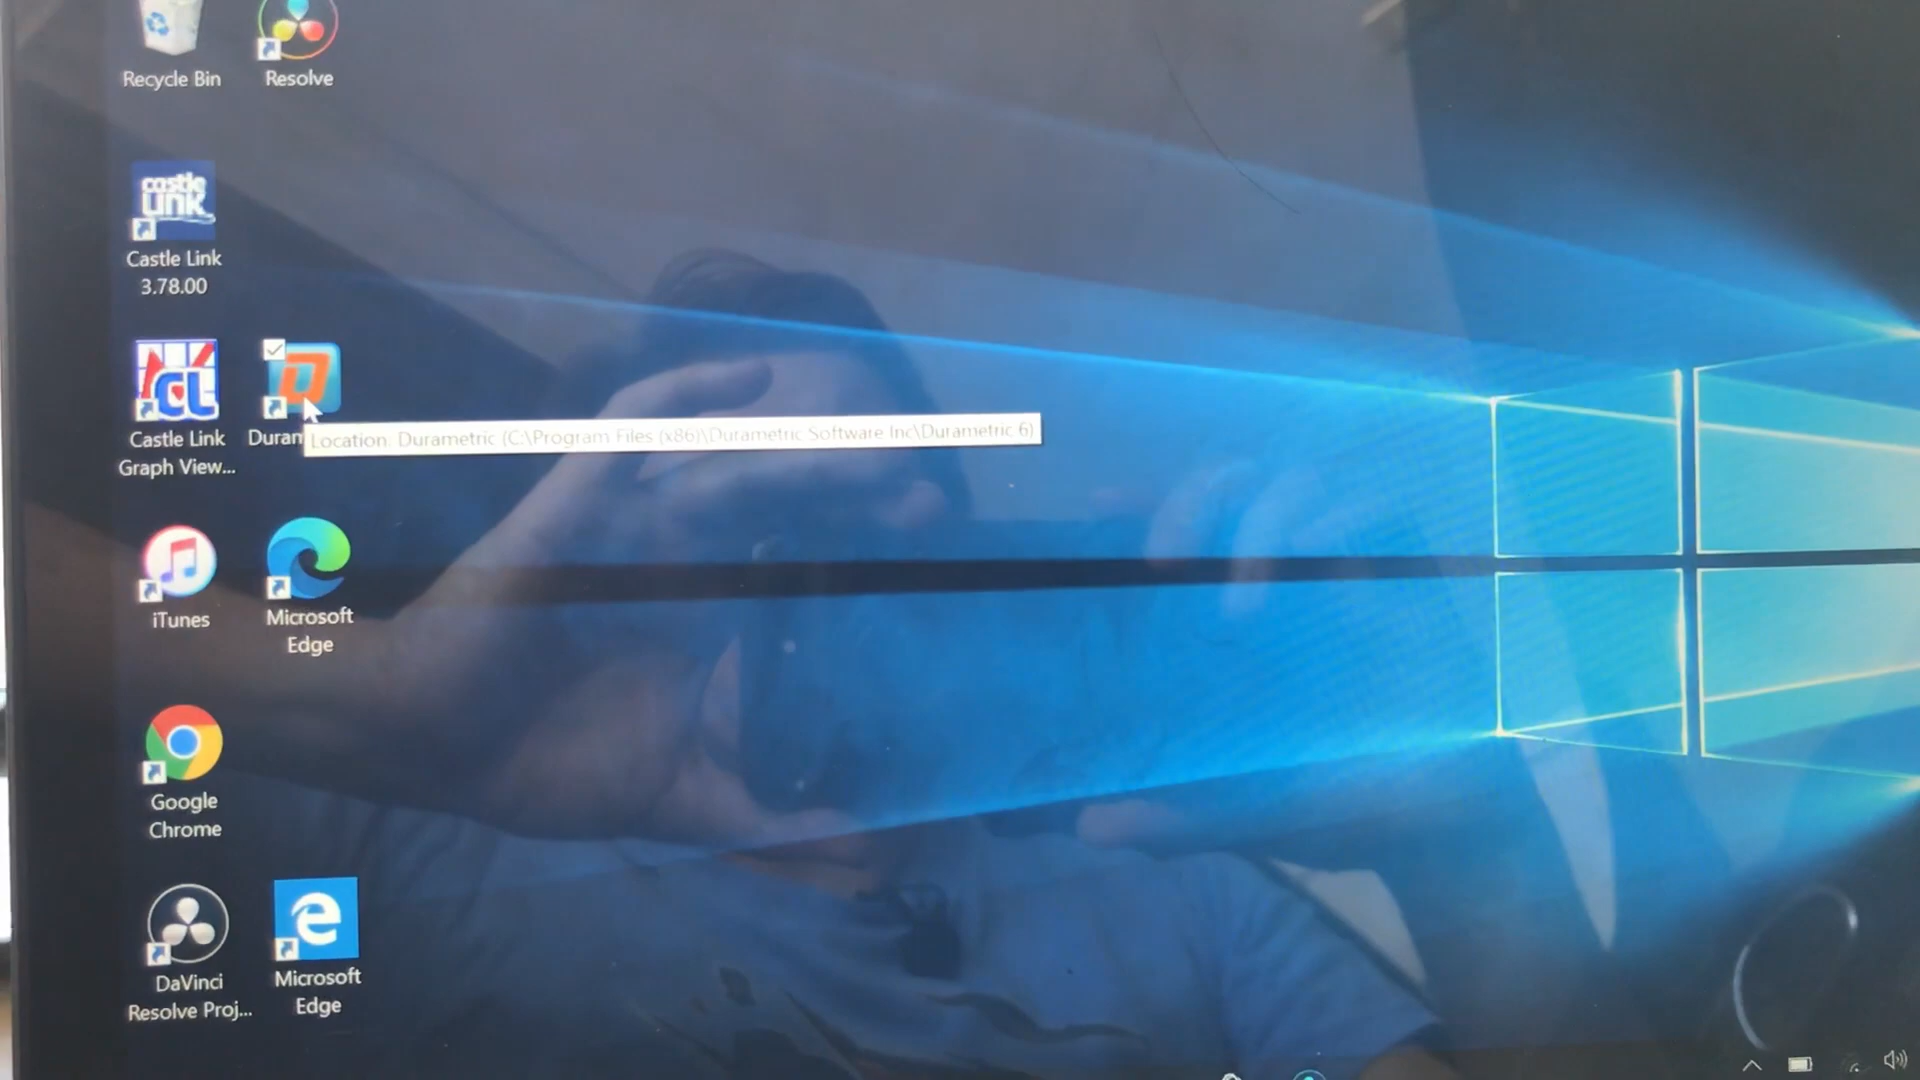 Recycle Bin
Resolve
castle
LINK
Castle Link
3.78.00
CL
D
Castle Link
Graph View...
Duram
Location: Durametric (C:\Program Files (x86)\Durametric Software Inc\Durametric 6)
iTunes
Microsoft
Edge
Google
Chrome
DaVinci
Resolve Proj...
Microsoft
Edge